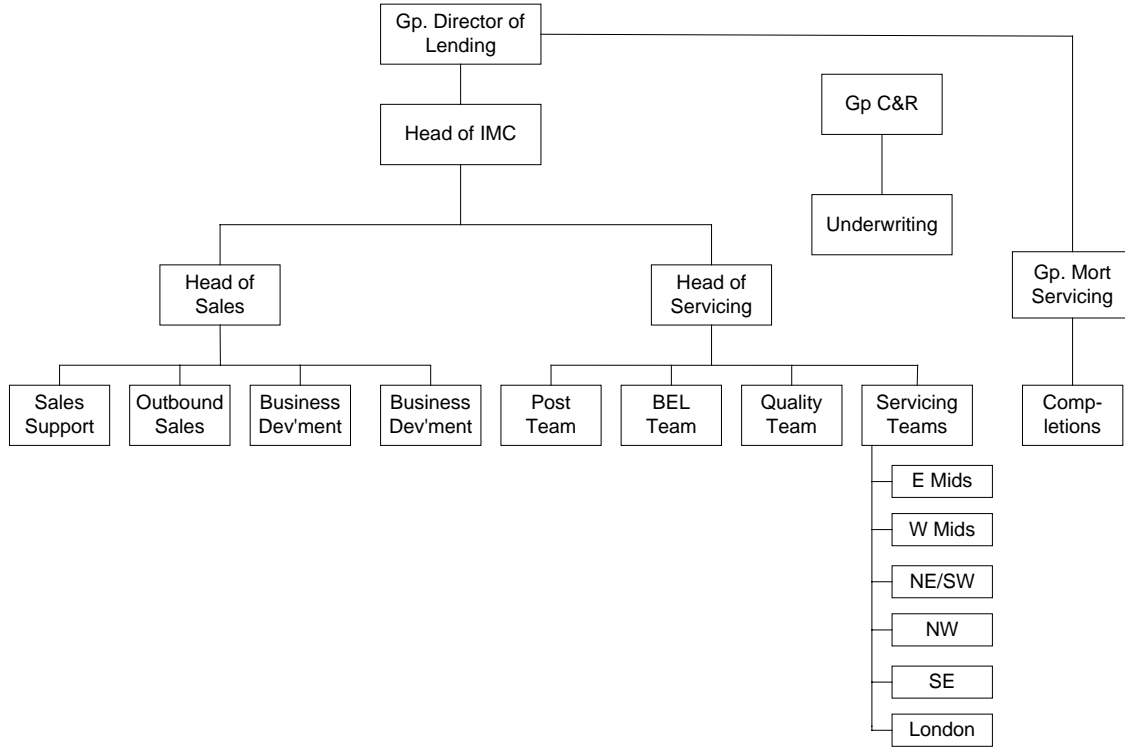 Gp. Director of
Lending
Gp C&R
Head of IMC
Underwriting
Head of
Sales
Head of
Servicing
Gp. Mort
Servicing
Sales
Support
Outbound
Sales
Business
Dev'ment
Business
Dev'ment
Post
Team
BEL
Team
Quality
Team
Servicing
Teams
Comp-
letions
E Mids
W Mids
NE/SW
NW
SE
London